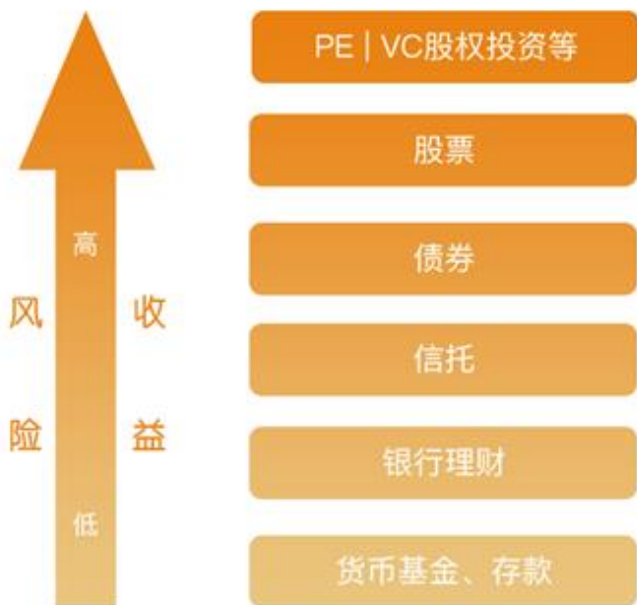 PE | VC股权投资等
股票
高
债券
风 收
信托
险 益
银行理财
低
货币基金、存款